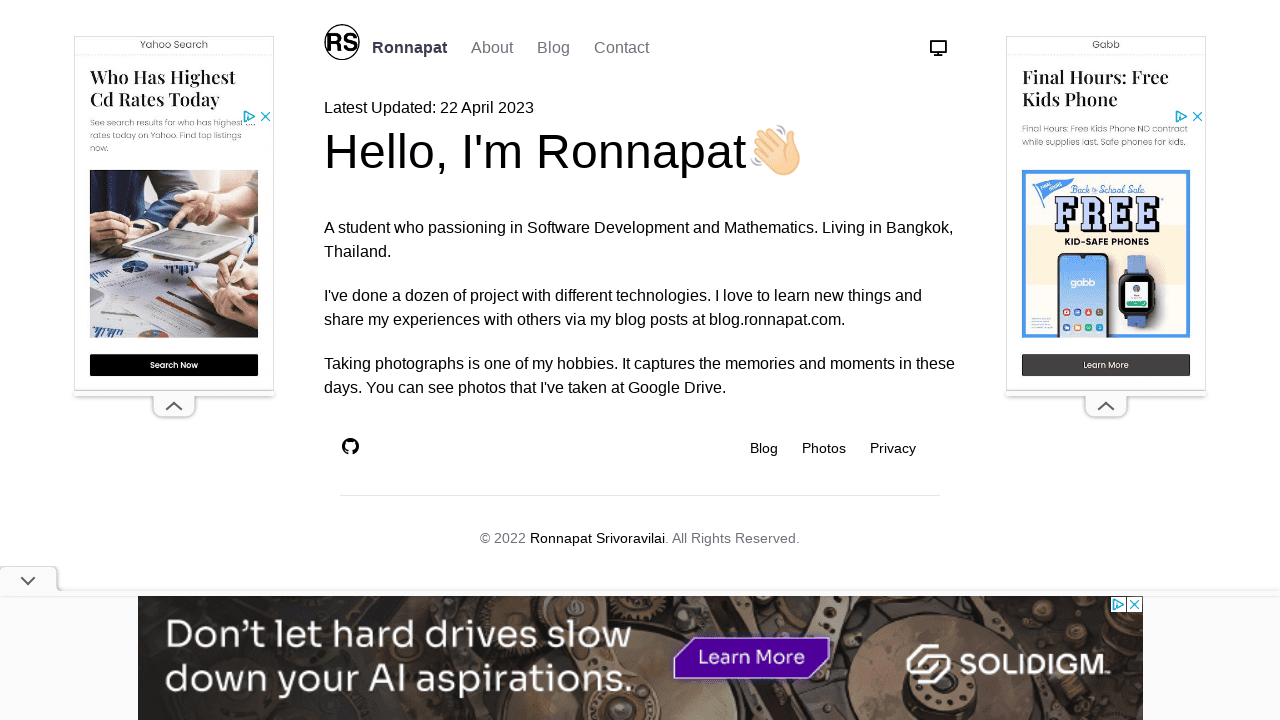 RS Ronnapat About Blog Contact
Yahoo Search
Who Has Highest
Cd Rates Today
See search results for who has highest ....
rates today on Yahoo. Find top listings
now.
Search Now
Latest Updated: 22 April 2023
Hello, I'm Ronnapat👋🏼
A student who passioning in Software Development and Mathematics. Living in Bangkok,
Thailand.
I've done a dozen of project with different technologies. I love to learn new things and
share my experiences with others via my blog posts at blog.ronnapat.com.
Taking photographs is one of my hobbies. It captures the memories and moments in these
days. You can see photos that I've taken at Google Drive.
Gabb
Final Hours: Free
Kids Phone
Final Hours: Free Kids Phone NO contract
while supplies last. Safe phones for kids.
Back to School Sale
FREE
KID-SAFE PHONES
gabb
Learn More
Blog Photos Privacy
© 2022 Ronnapat Srivoravilai. All Rights Reserved.
Don't let hard drives slow
down your AI aspirations.
Learn More
SOLIDIGM